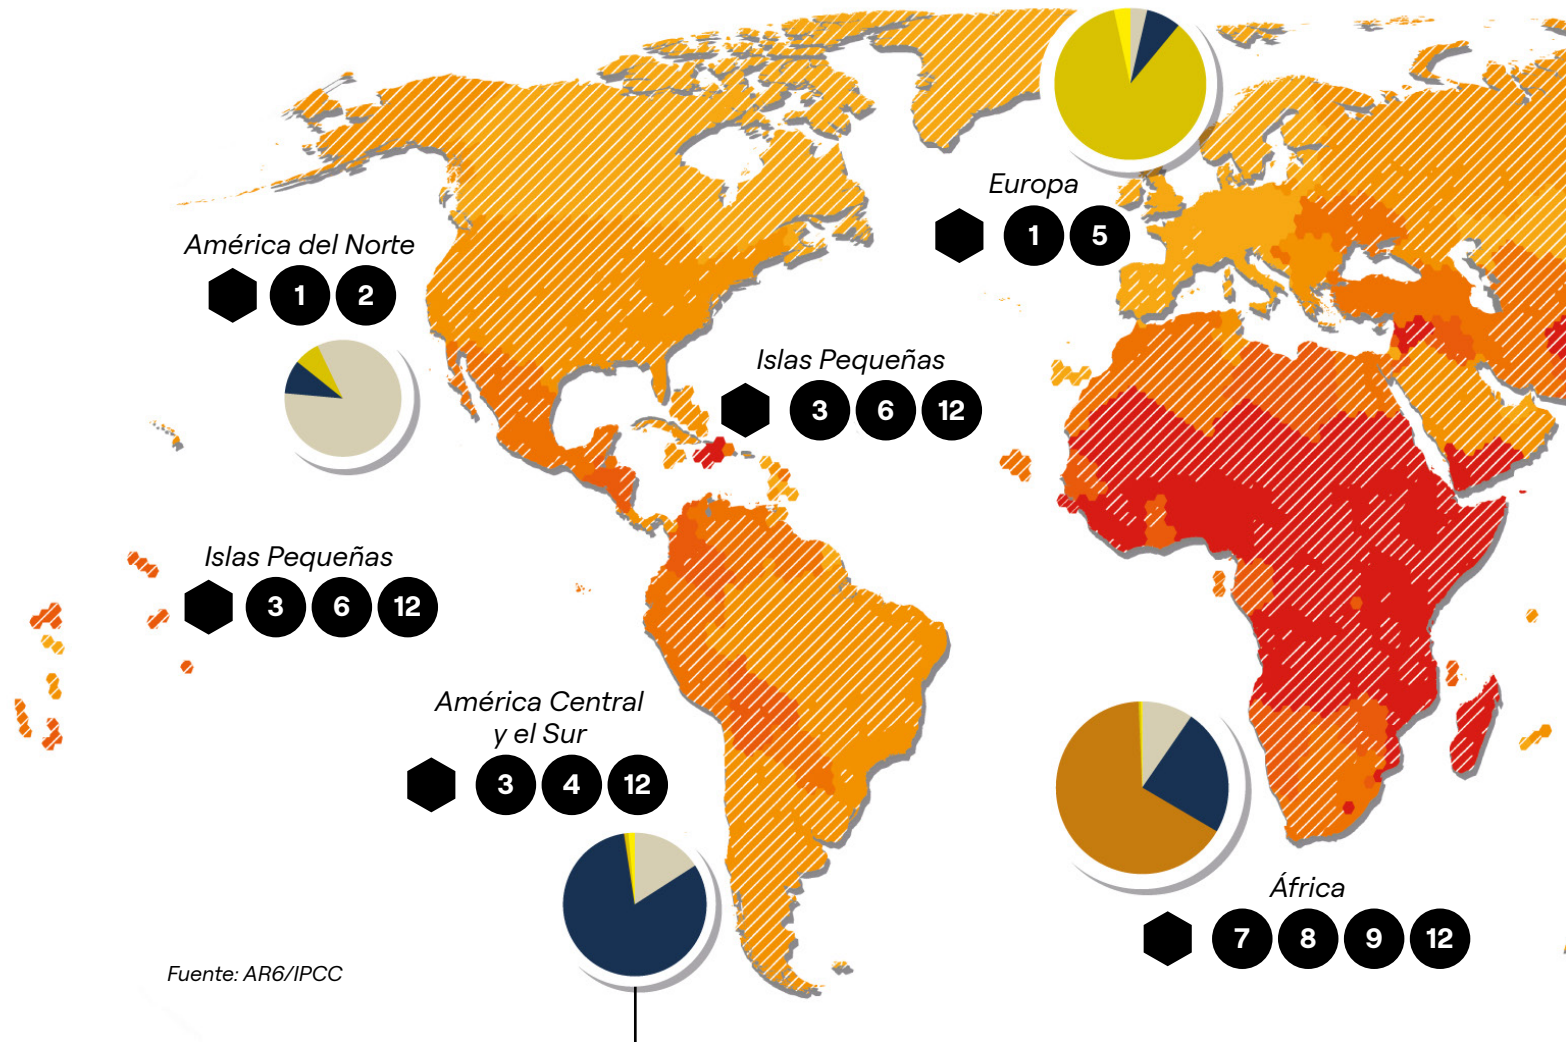 Europa
1 5
América del Norte
1 2
Islas Pequeñas
3 6 12
Islas Pequeñas
3 6 12
América Central
y el Sur
3 4 12
África
7 8 9 12
Fuente: AR6/IPCC